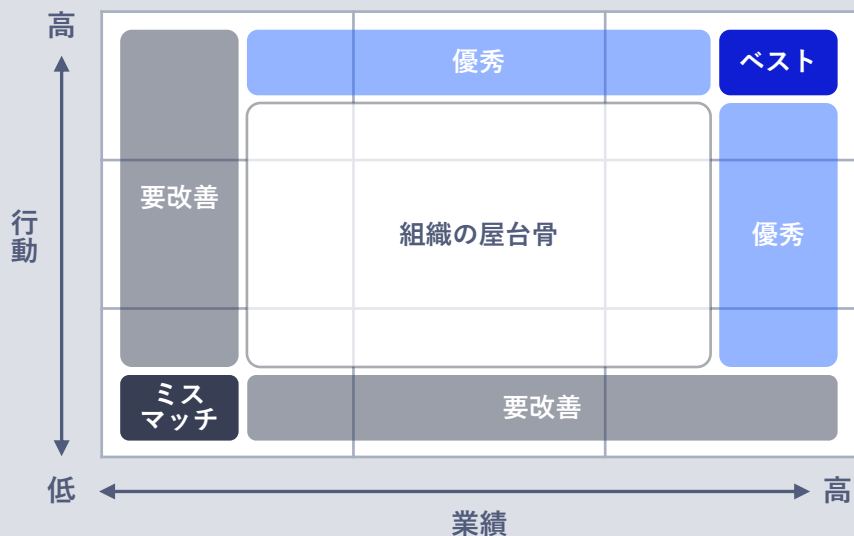 高
優秀
ベスト
要改善
行動
組織の屋台骨
優秀
ミス
マッチ
要改善
低
高
業績